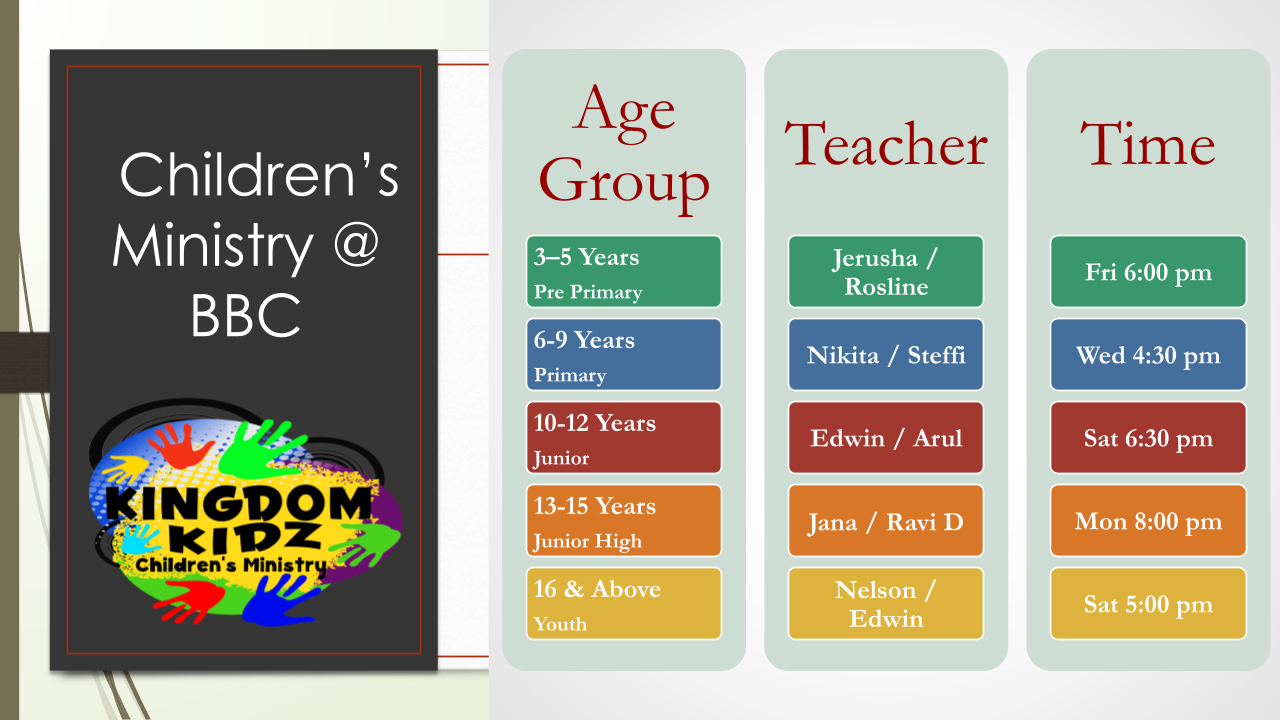 Children’s
Ministry @
BBC
KINGDOM
KIDZ
Children's Ministry
Age
Group
Teacher
Time
3–5 Years
Pre Primary
Jerusha /
Rosline
Fri 6:00 pm
6-9 Years
Primary
Nikita / Steffi
Wed 4:30 pm
10-12 Years
Junior
Edwin / Arul
Sat 6:30 pm
13-15 Years
Junior High
Jana / Ravi D
Mon 8:00 pm
16 & Above
Youth
Nelson /
Edwin
Sat 5:00 pm